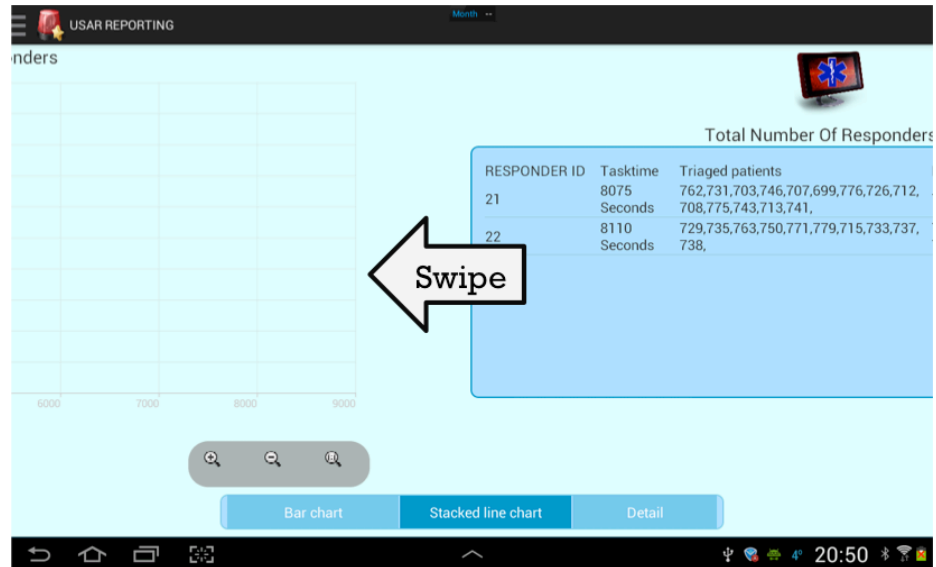 Month --
USAR REPORTING
nders
Total Number Of Responders
RESPONDER ID Tasktime Triaged patients
21 8075 Seconds 762,731,703,746,707,699,776,726,712,
708,775,743,713,741,
22 8110 Seconds 729,735,763,750,771,779,715,733,737,
738,
Swipe
6000 7000 8000 9000
Bar chart Stacked line chart Detail
4° 20:50